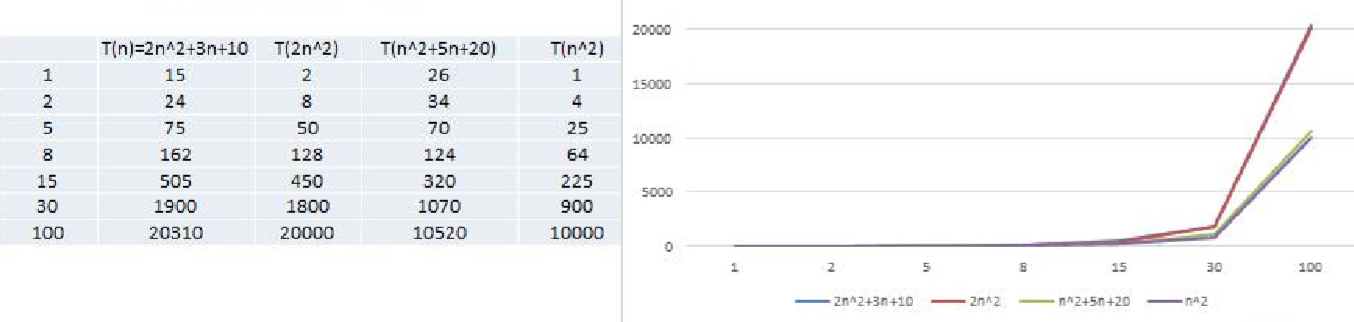 T(n)=2n^2+3n+10 T(2n^2) T(n^2+5n+20) T(n^2)
1 15 2 26 1
2 24 8 34 4
5 75 50 70 25
8 162 128 124 64
15 505 450 320 225
30 1900 1800 1070 900
100 20310 20000 10520 10000
20000
15000
10000
5000
0
1 2 5 8 15 30 100
2n^2+3n+10 2n^2 n^2+5n+20 n^2